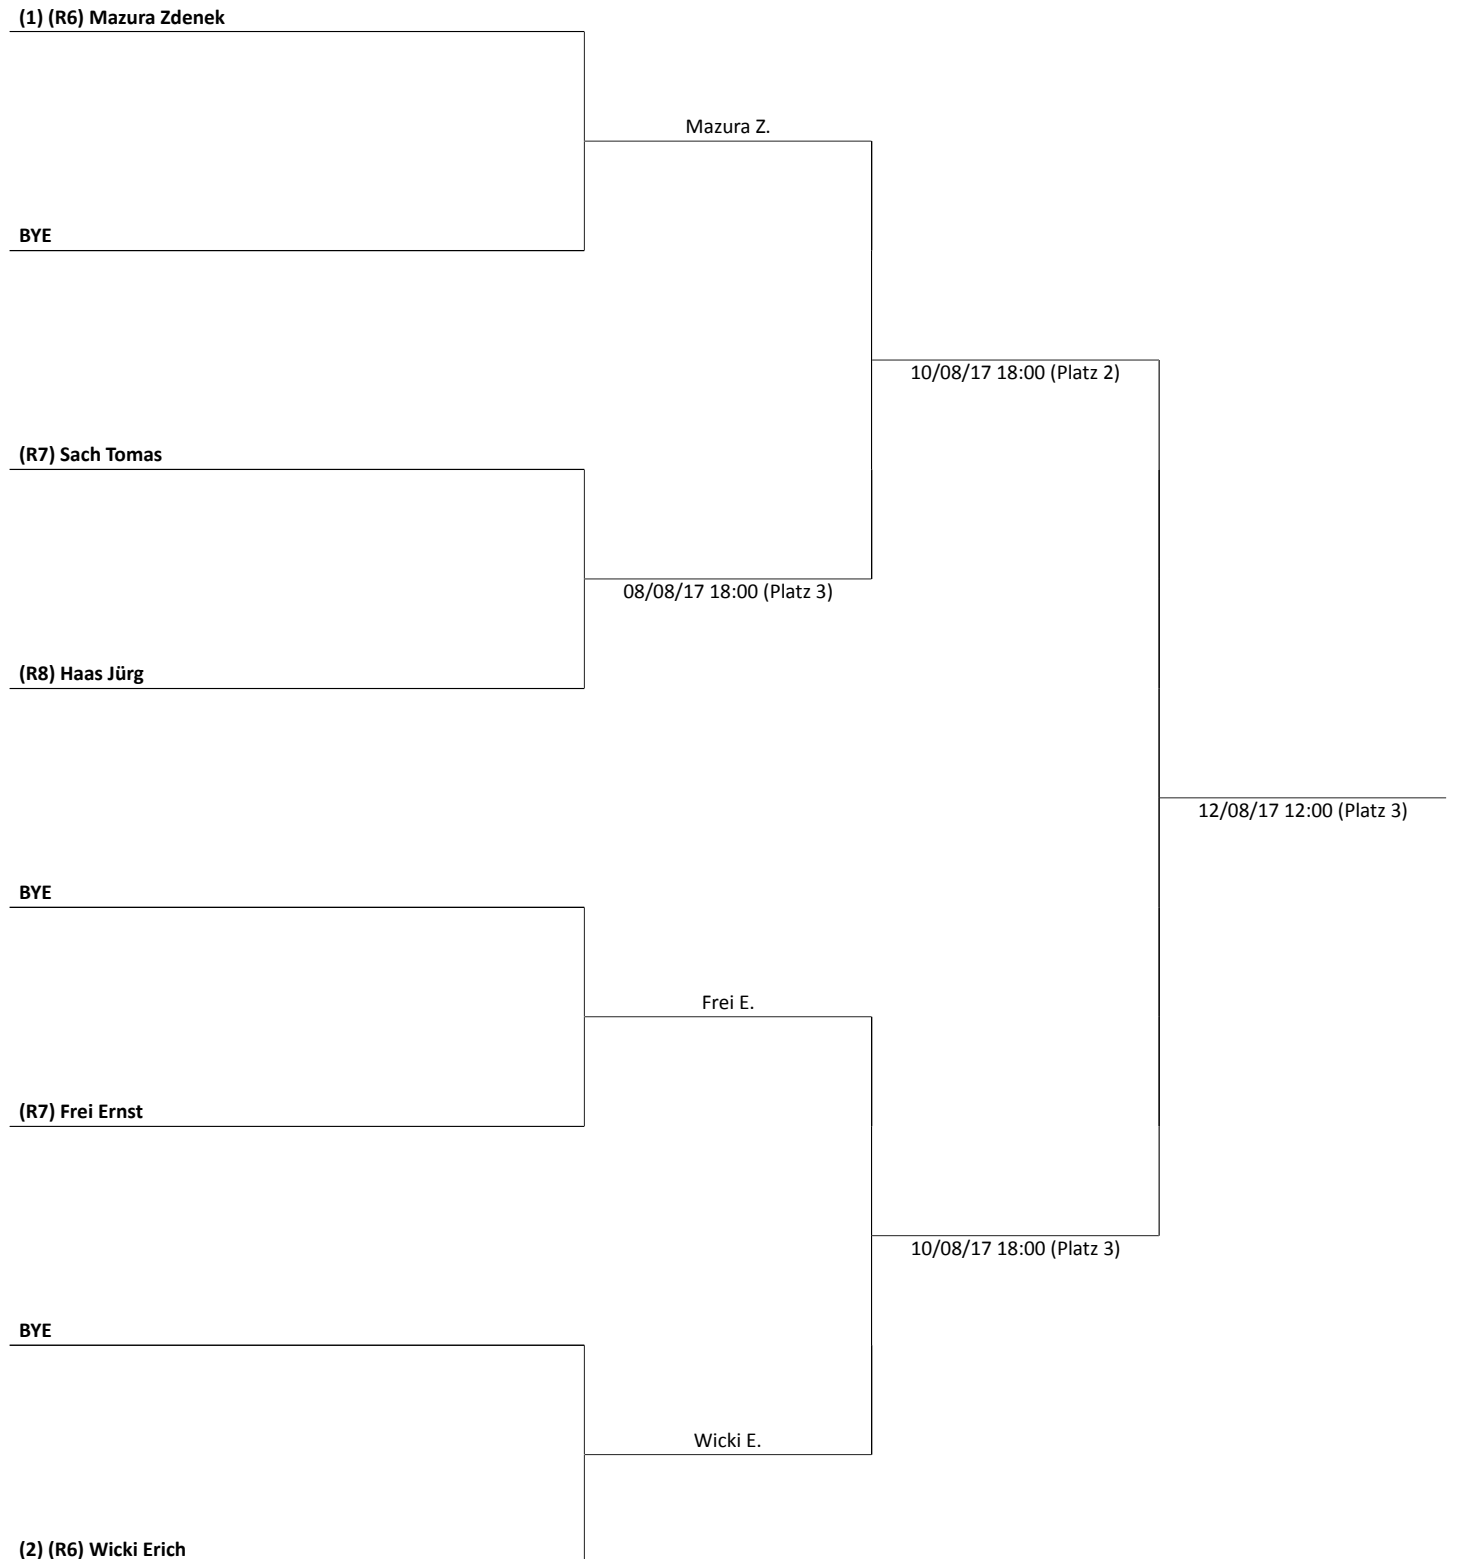 (1) (R6) Mazura Zdenek
Mazura Z.
BYE
10/08/17 18:00 (Platz 2)
(R7) Sach Tomas
08/08/17 18:00 (Platz 3)
(R8) Haas Jürg
12/08/17 12:00 (Platz 3)
BYE
Frei E.
(R7) Frei Ernst
10/08/17 18:00 (Platz 3)
BYE
Wicki E.
(2) (R6) Wicki Erich